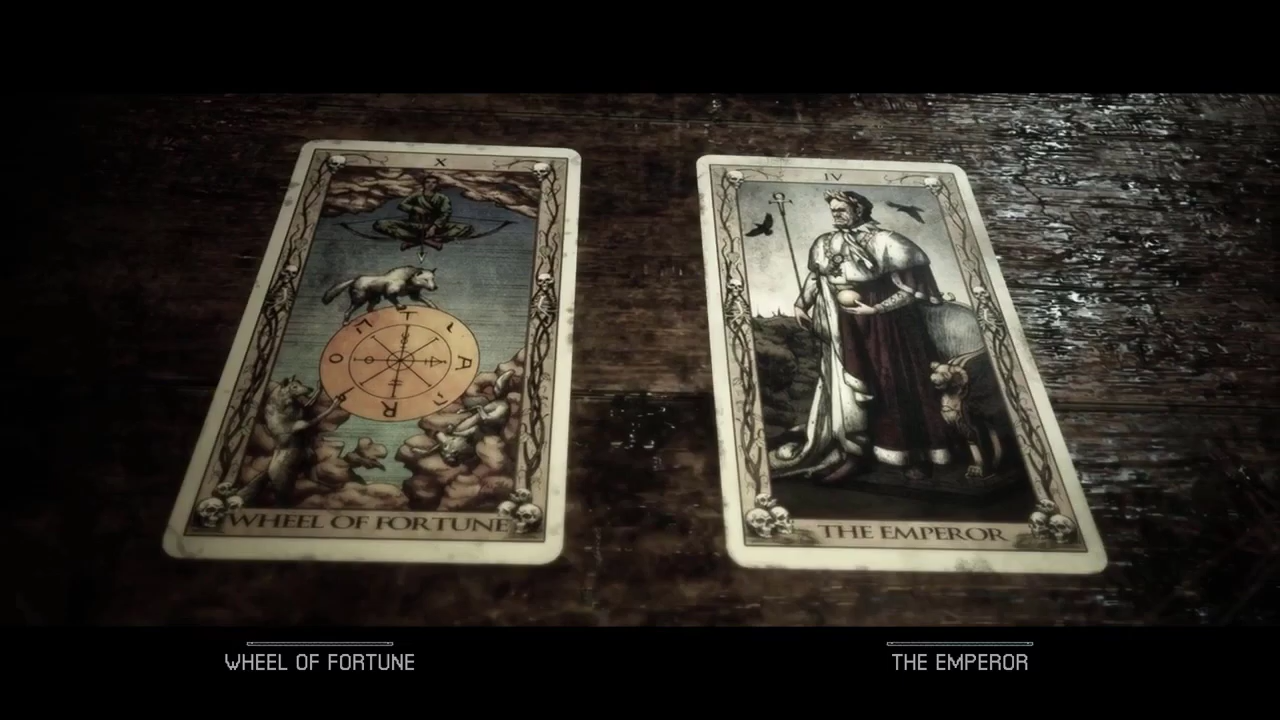 X
IV
WHEEL OF FORTUNE
THE EMPEROR
WHEEL OF FORTUNE
THE EMPEROR